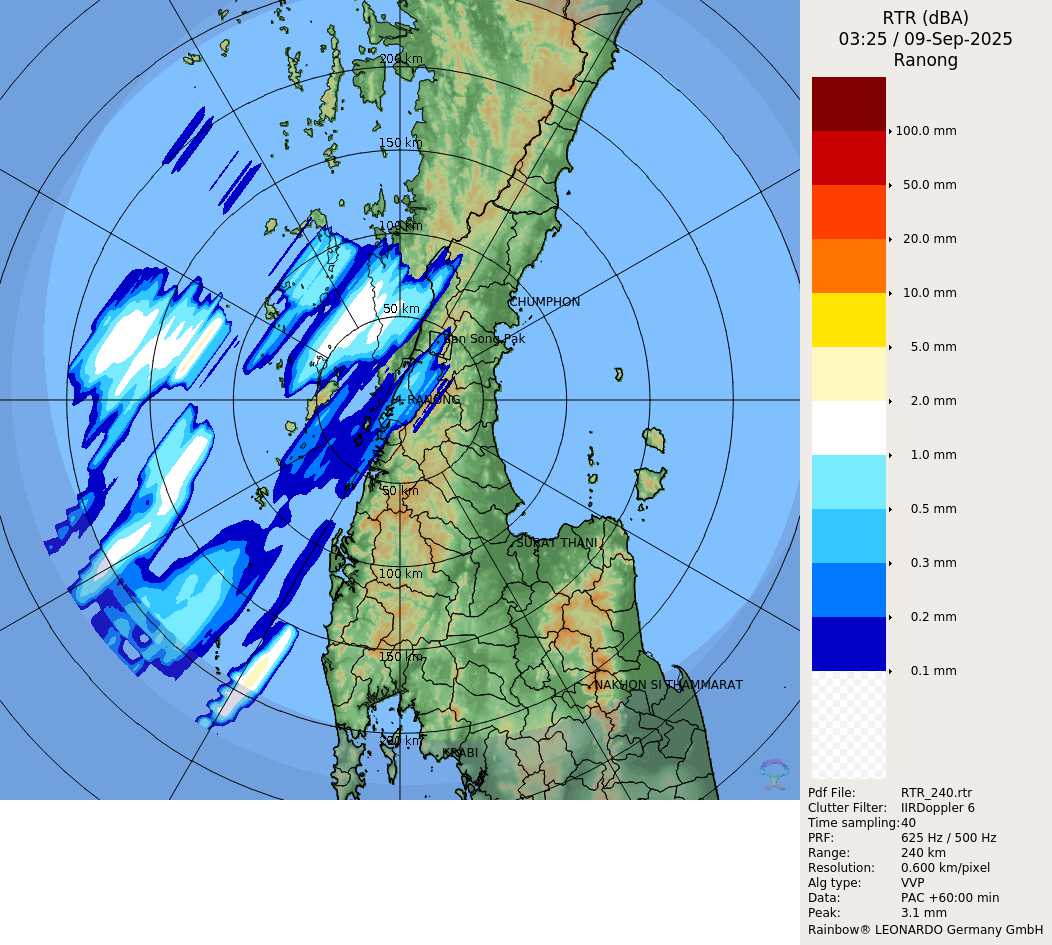 RTR (dBA)
03:25 / 09-Sep-2025
Ranong
200 km
150 km
100 km
50 km
CHUMPHON
Ban Song Pak
RANONG
50 km
SURAT THANI
100 km
150 km
NAKHON SI THAMMARAT
200 km
KRABI
100.0 mm
50.0 mm
20.0 mm
10.0 mm
5.0 mm
2.0 mm
1.0 mm
0.5 mm
0.3 mm
0.2 mm
0.1 mm
Pdf File: RTR_240.rtr
Clutter Filter: IIRDoppler 6
Time sampling:40
PRF: 625 Hz / 500 Hz
Range: 240 km
Resolution: 0.600 km/pixel
Alg type: VVP
Data: PAC +60:00 min
Peak: 3.1 mm
Rainbow® LEONARDO Germany GmbH